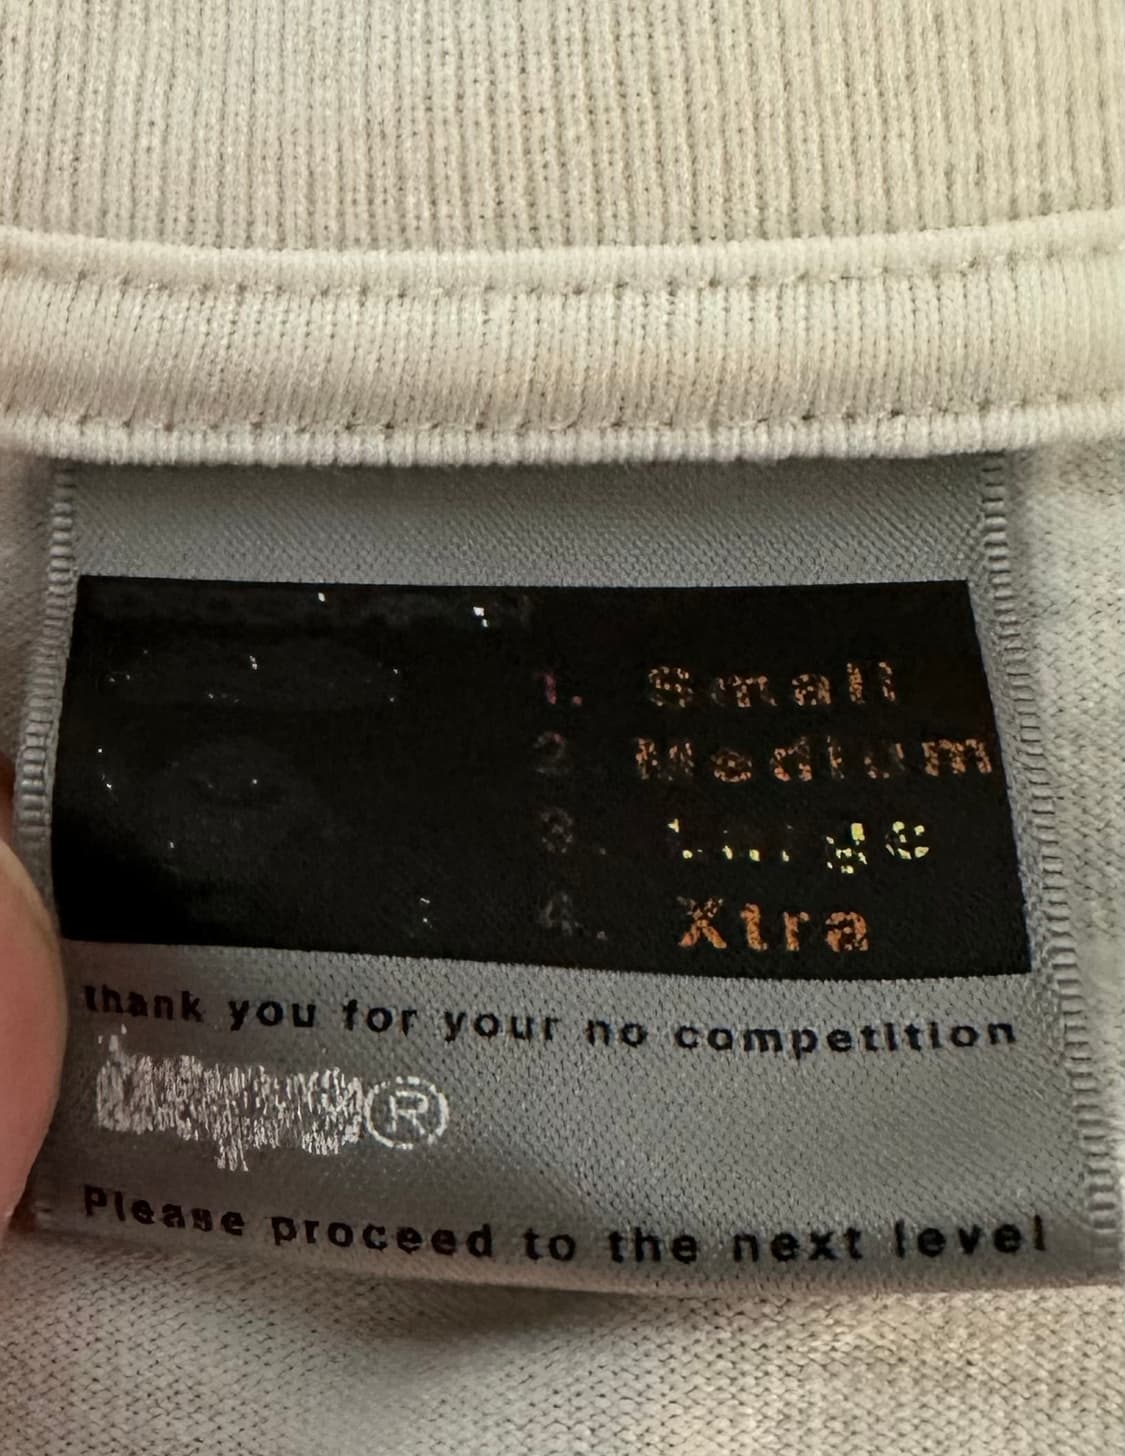 1. Small
2. Medium
3. Large
4. Xtra
thank you for your no competition
®
Please proceed to the next level